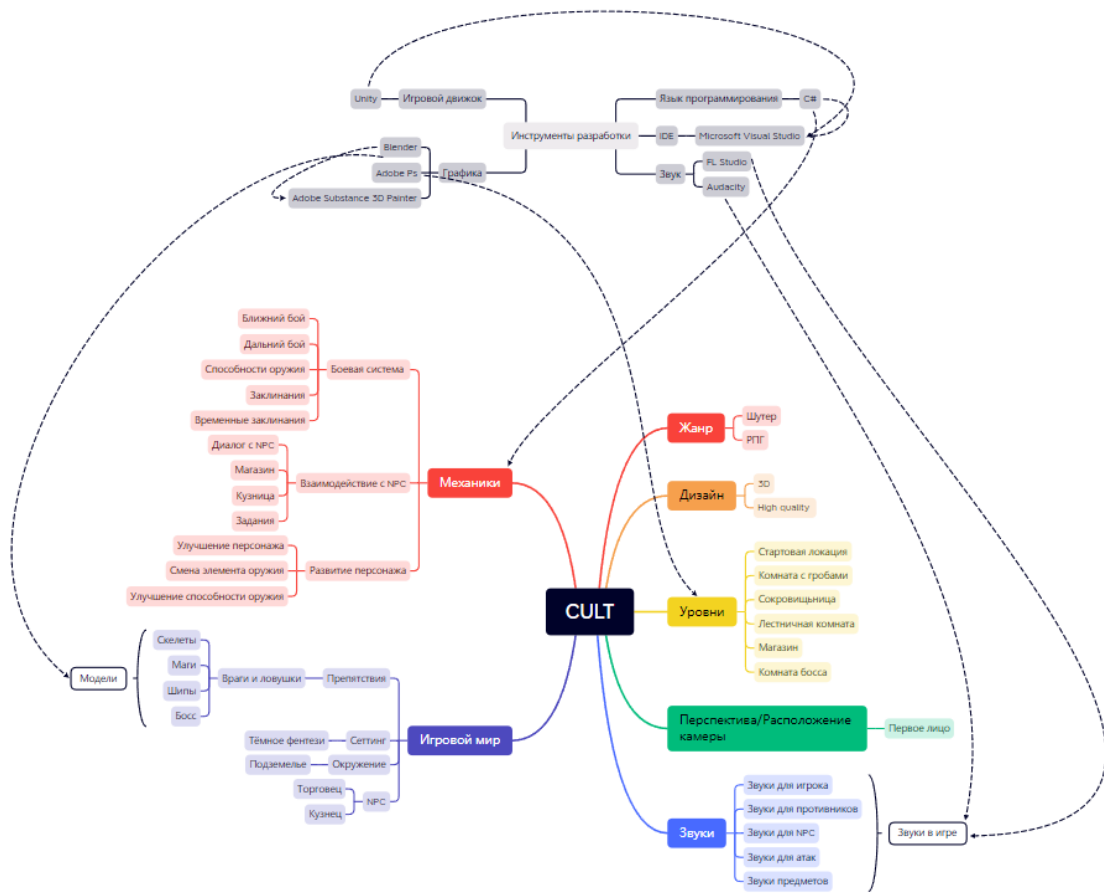 Unity
Игровой движок
Язык программирования
C#
Инструменты разработки
IDE
Microsoft Visual Studio
Blender
Adobe Ps
Графика
Adobe Substance 3D Painter
Звук
FL Studio
Audacity
Ближний бой
Дальний бой
Способности оружия
Боевая система
Заклинания
Временные заклинания
Диалог с NPC
Магазин
Взаимодействие с NPC
Кузница
Задания
Механики
Улучшение персонажа
Смена элемента оружия
Развитие персонажа
Улучшение способности оружия
Жанр
Шутер
РПГ
Дизайн
3D
High quality
CULT
Уровни
Стартовая локация
Комната с гробами
Сокровищьница
Лестничная комната
Магазин
Комната босса
Модели
Скелеты
Маги
Шипы
Босс
Враги и ловушки
Препятствия
Игровой мир
Тёмное фентези
Сеттинг
Подземелье
Окружение
Торговец
Кузнец
NPC
Перспектива/Расположение
камеры
Первое лицо
Звуки
Звуки для игрока
Звуки для противников
Звуки для NPC
Звуки для атак
Звуки предметов
Звуки в игре